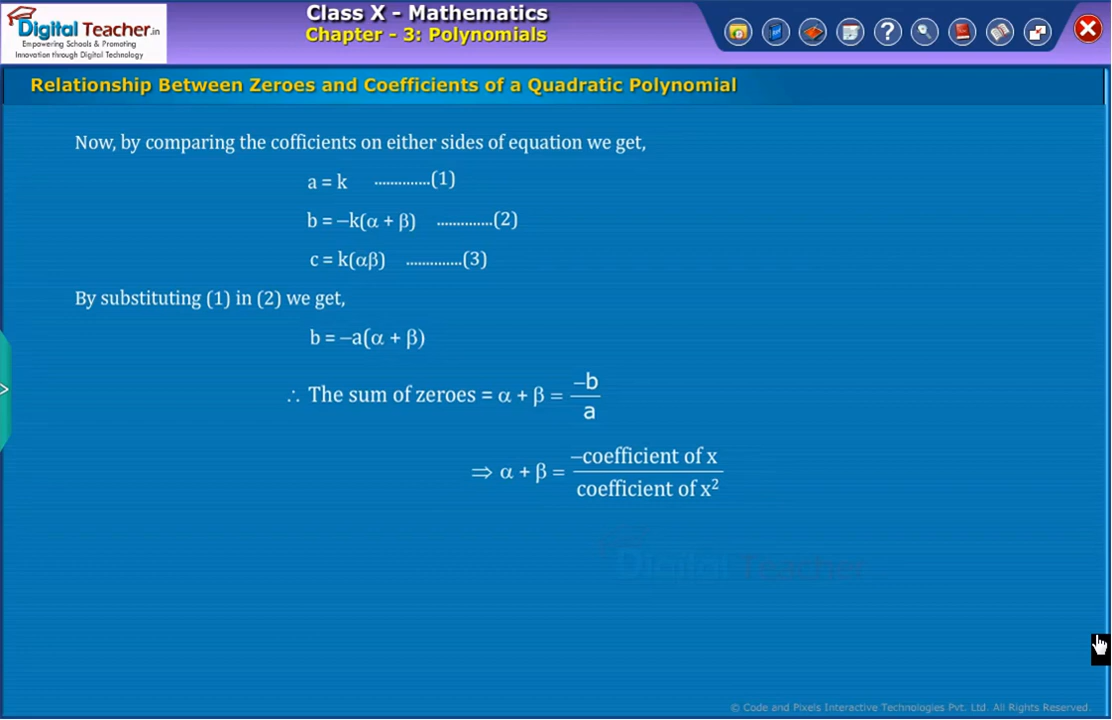 Digital Teacher.in
Empowering Schools & Promoting
Innovation through Digital Technology
Class X - Mathematics
Chapter - 3: Polynomials
Relationship Between Zeroes and Coefficients of a Quadratic Polynomial
Now, by comparing the cofficients on either sides of equation we get,
a = k ..............(1)
b = –k(α + β) ..............(2)
c = k(αβ) ..............(3)
By substituting (1) in (2) we get,
b = –a(α + β)
∴ The sum of zeroes = α + β = –b/a
⇒ α + β = –coefficient of x/coefficient of x²
Digital Teacher
© Code and Pixels Interactive Technologies Pvt. Ltd. All Rights Reserved.